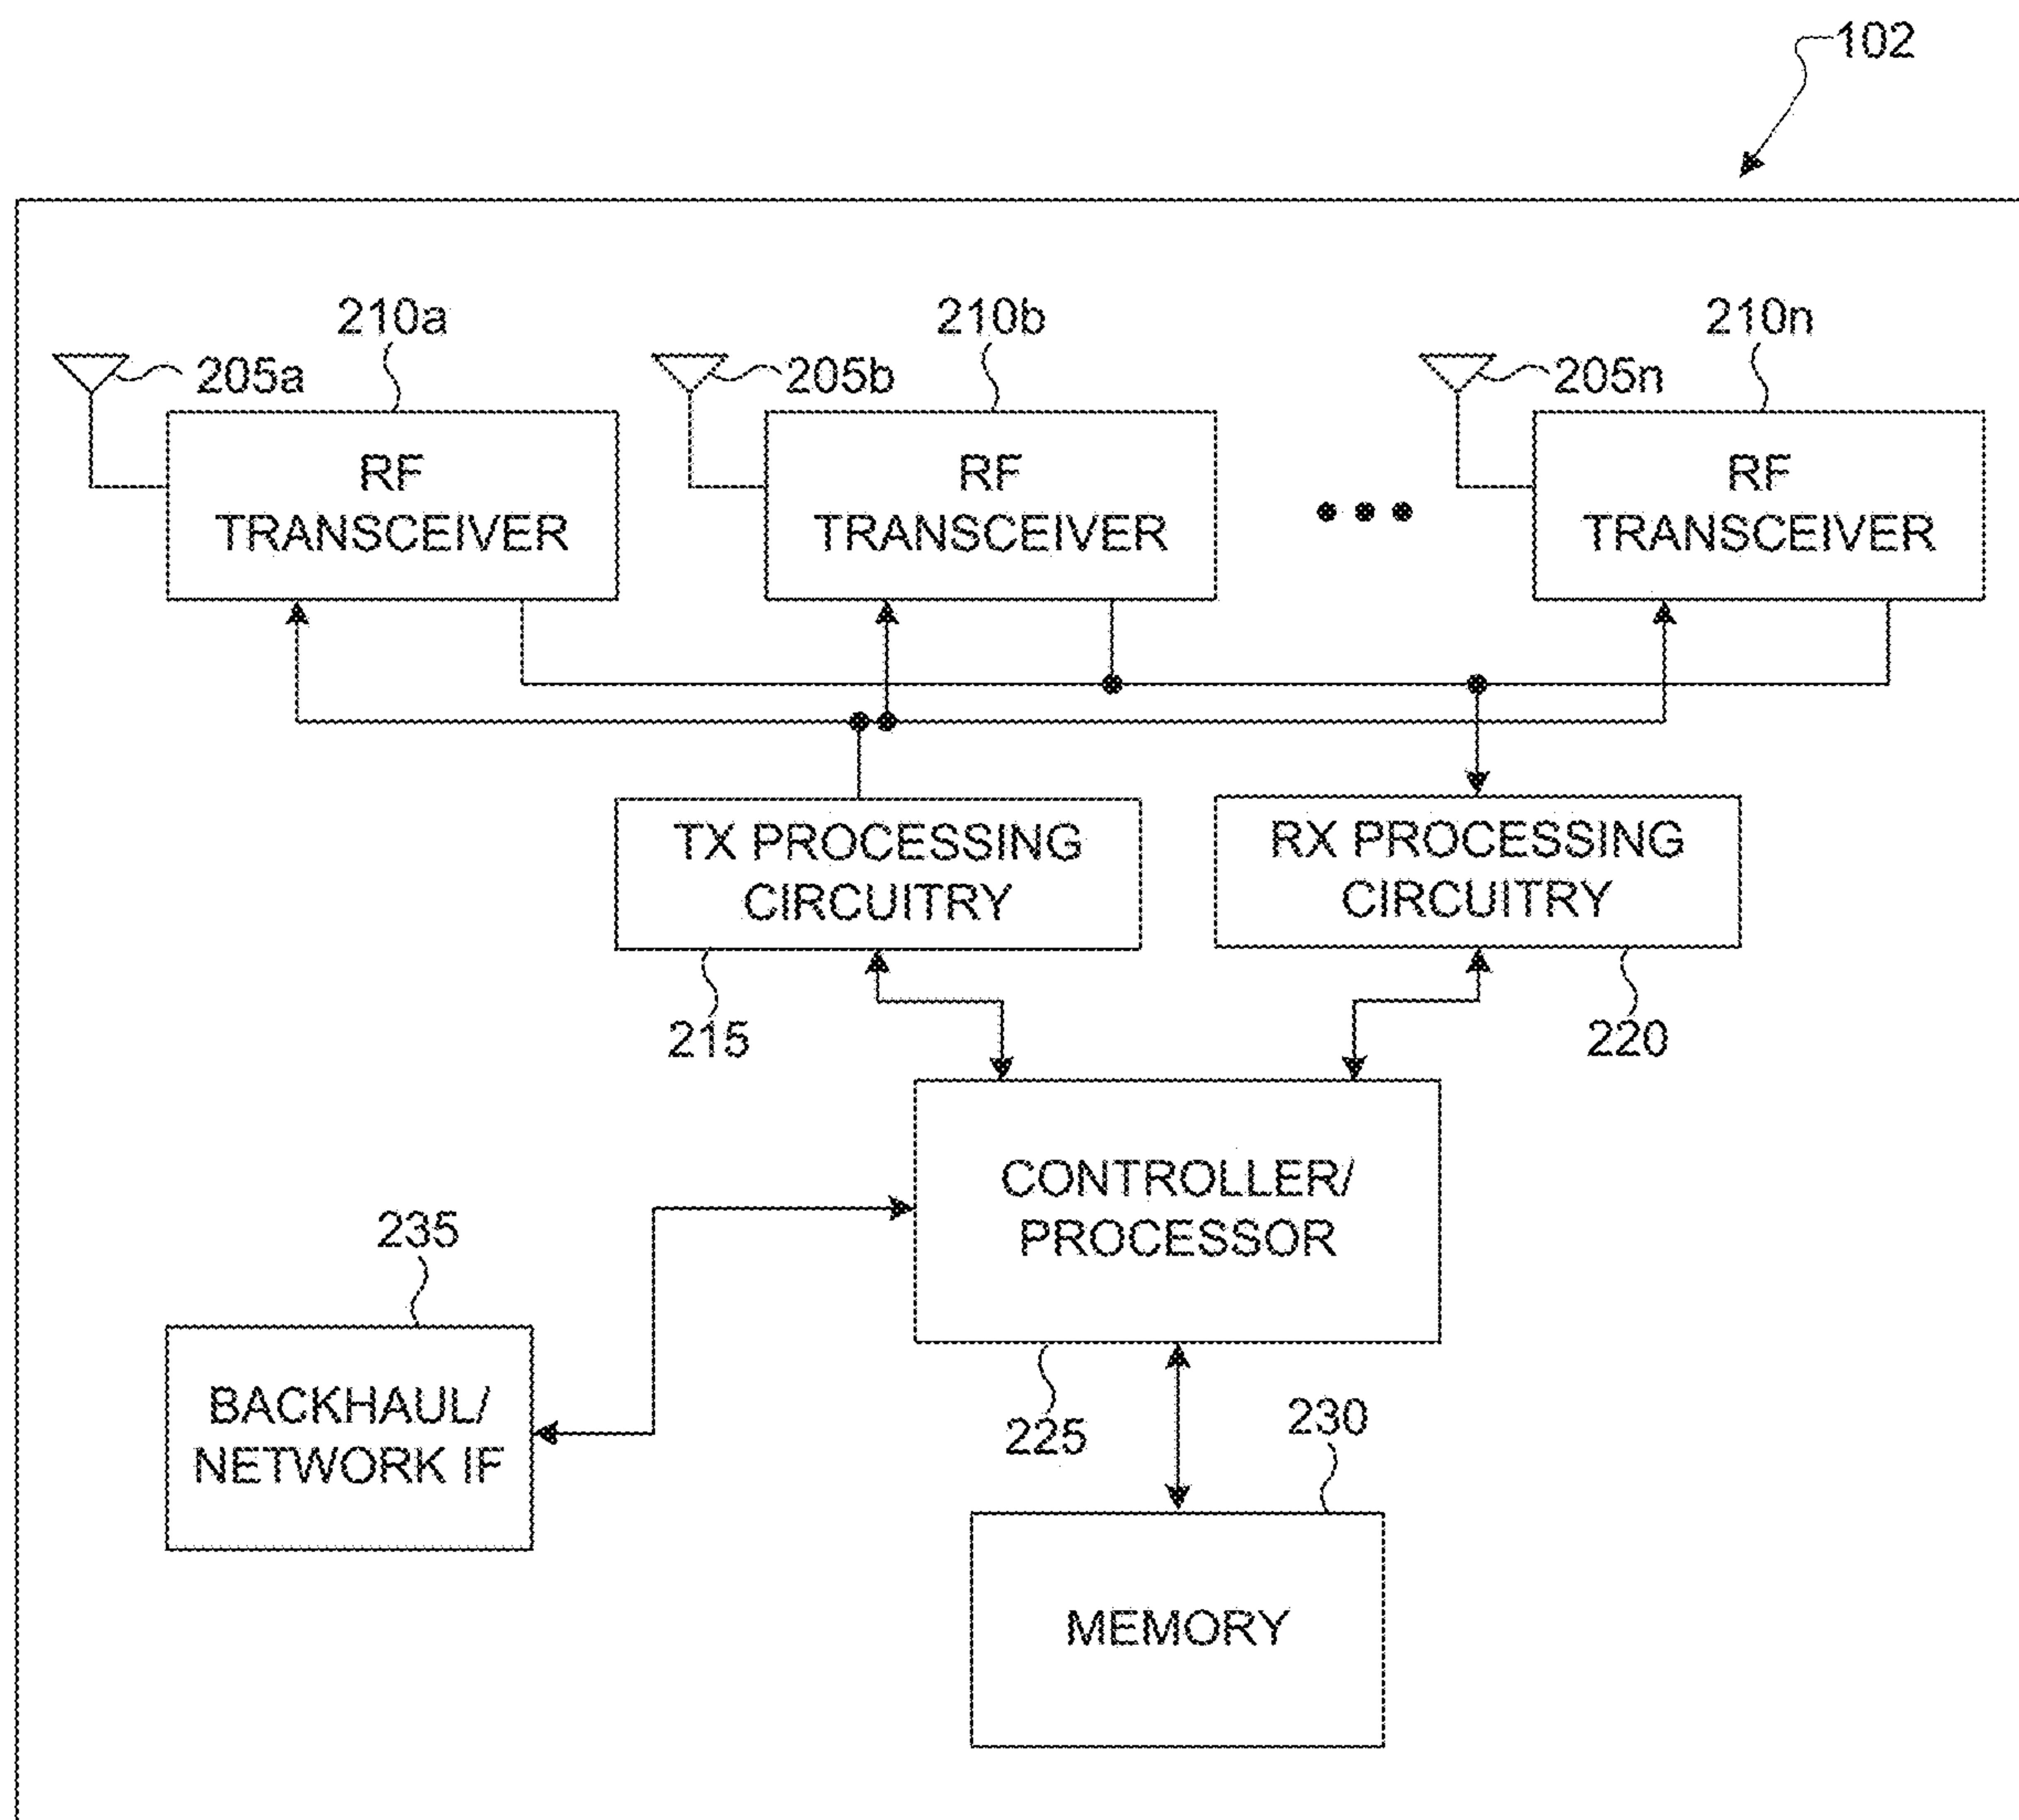 102
210a
210b
210n
205a
205b
205n
RF
TRANSCEIVER
RF
TRANSCEIVER
RF
TRANSCEIVER
TX PROCESSING
CIRCUITRY
RX PROCESSING
CIRCUITRY
215
220
CONTROLLER/
PROCESSOR
235
BACKHAUL/
NETWORK IF
225
230
MEMORY